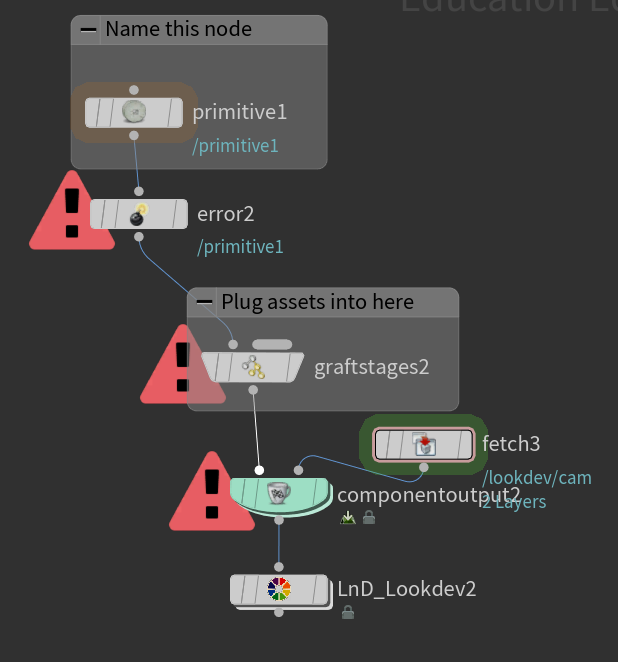 Education Ed
Name this node
primitive1
/primitive1
error2
/primitive1
Plug assets into here
graftstages2
fetch3
/lookdev/cam
2 Layers
componentoutput2
LnD_Lookdev2